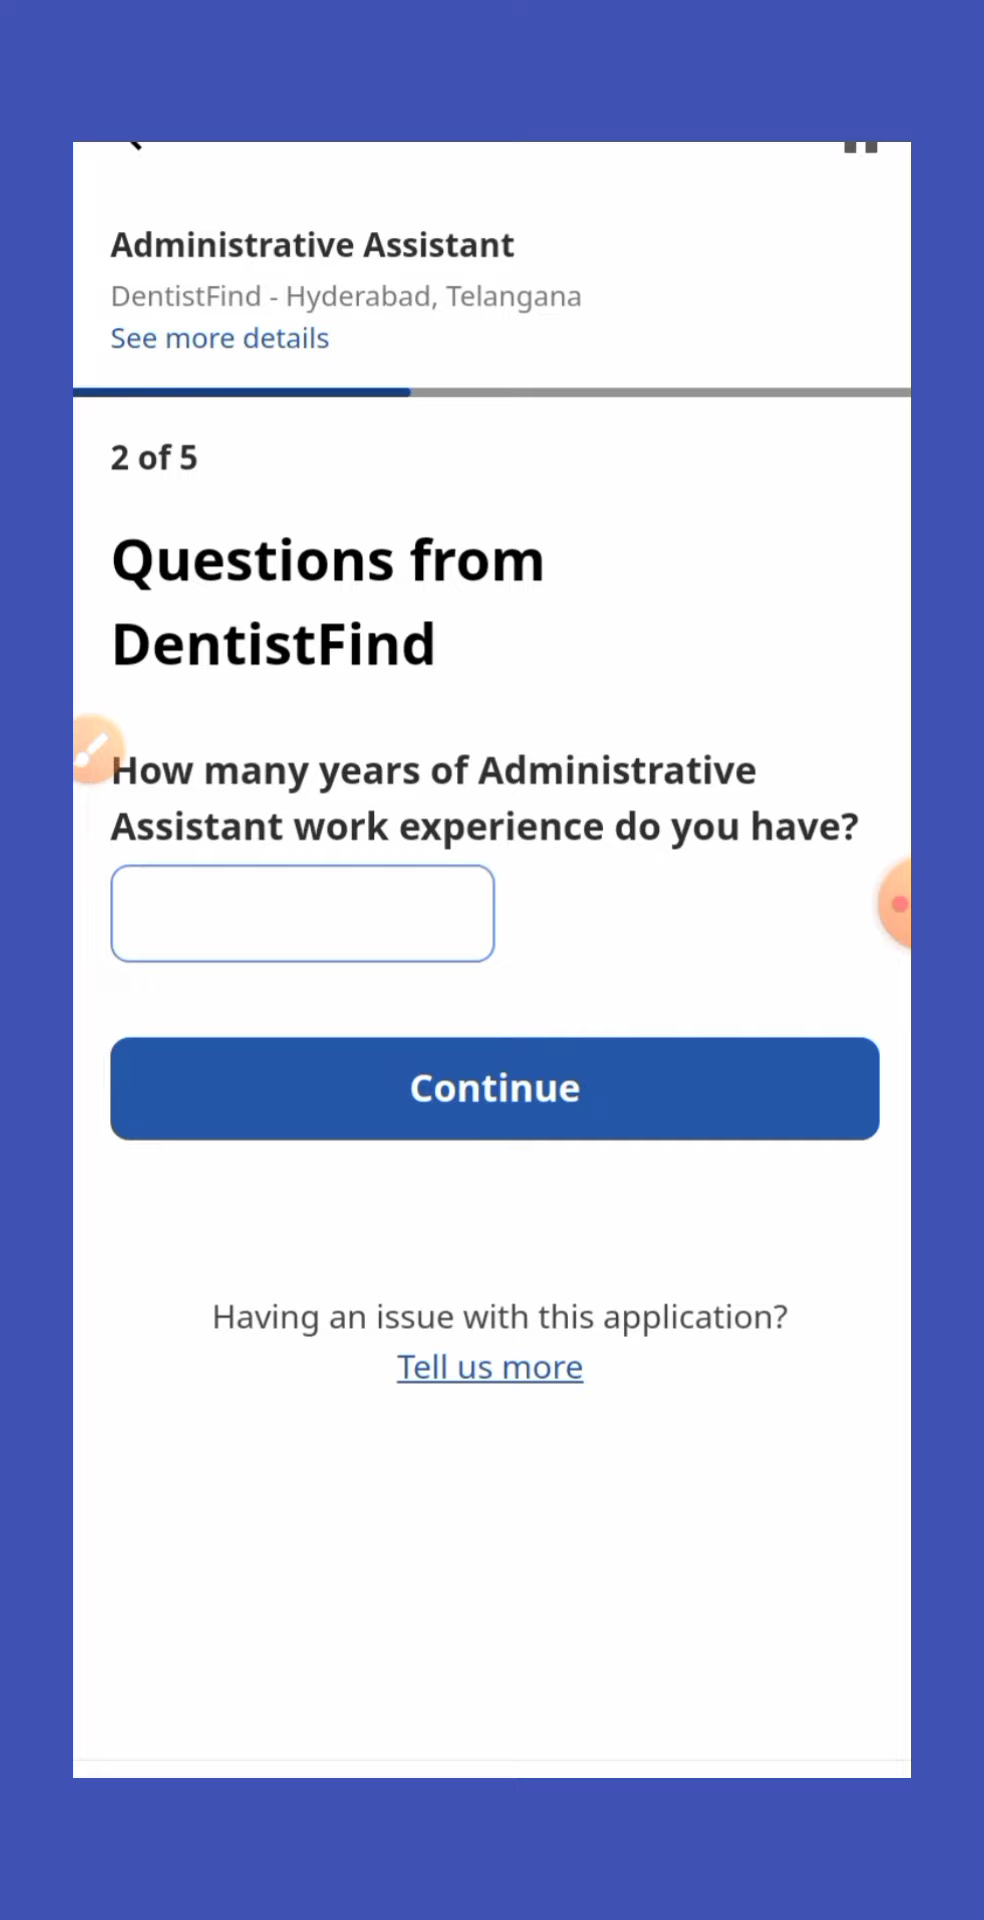 Administrative Assistant
DentistFind - Hyderabad, Telangana
See more details
2 of 5
Questions from
DentistFind
How many years of Administrative
Assistant work experience do you have?
Continue
Having an issue with this application?
Tell us more